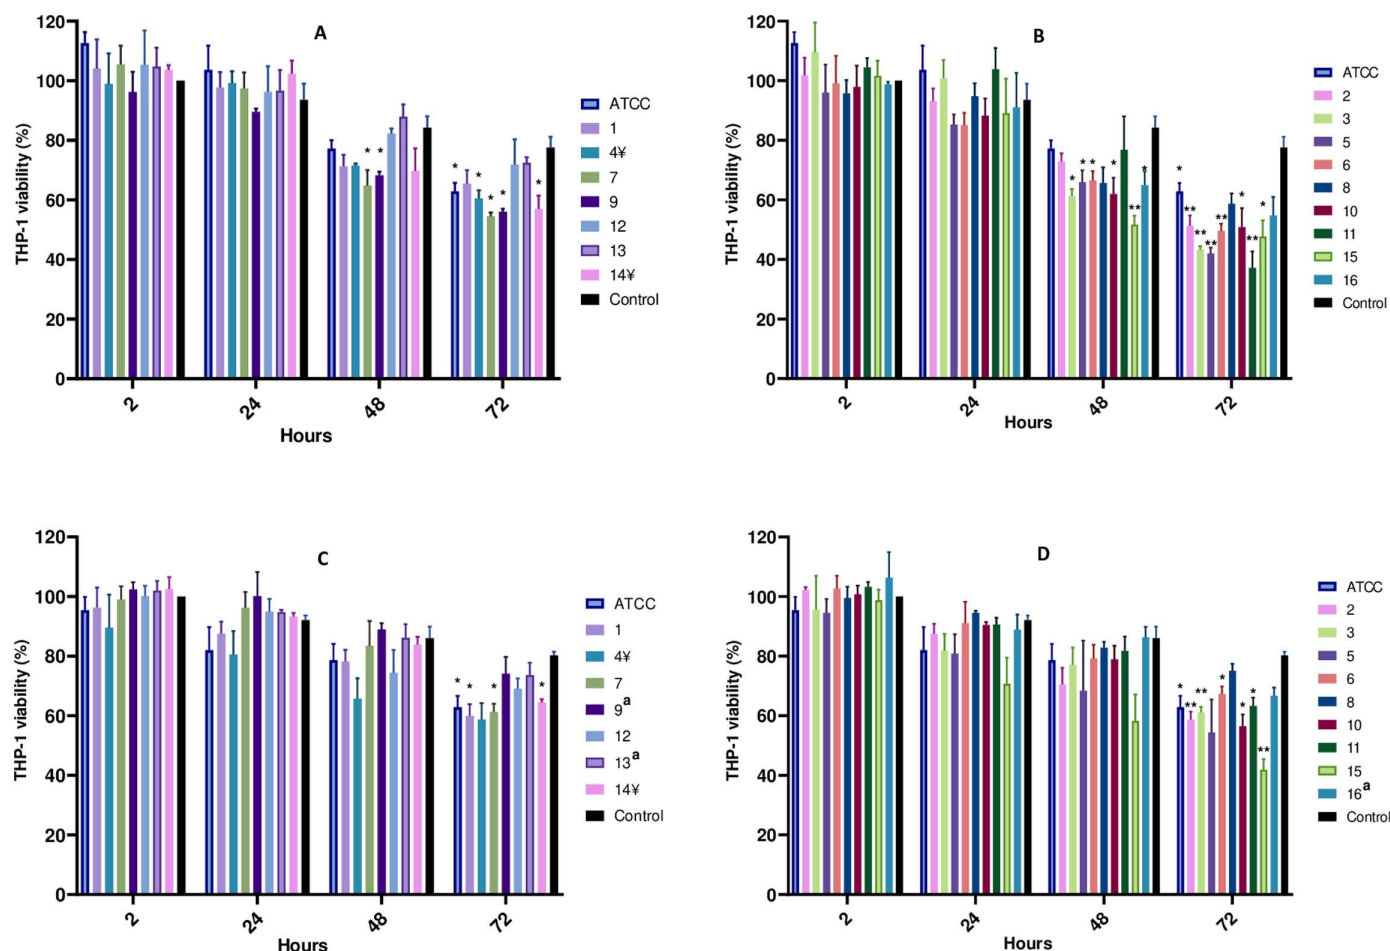 A
THP-1 viability (%)
120
100
80
60
40
20
0
* *
* * * * *
2
24
48
72
Hours
ATCC
1
4¥
7
9
12
13
14¥
Control
B
THP-1 viability (%)
120
100
80
60
40
20
0
* * * * ** *
* ** ** ** ** * ** *
2
24
48
72
Hours
ATCC
2
3
5
6
8
10
11
15
16
Control
C
THP-1 viability (%)
120
100
80
60
40
20
0
* * * *
2
24
48
72
Hours
ATCC
1
4¥
7
9a
12
13a
14¥
Control
D
THP-1 viability (%)
120
100
80
60
40
20
0
* ** ** * * * **
2
24
48
72
Hours
ATCC
2
3
5
6
8
10
11
15
16a
Control